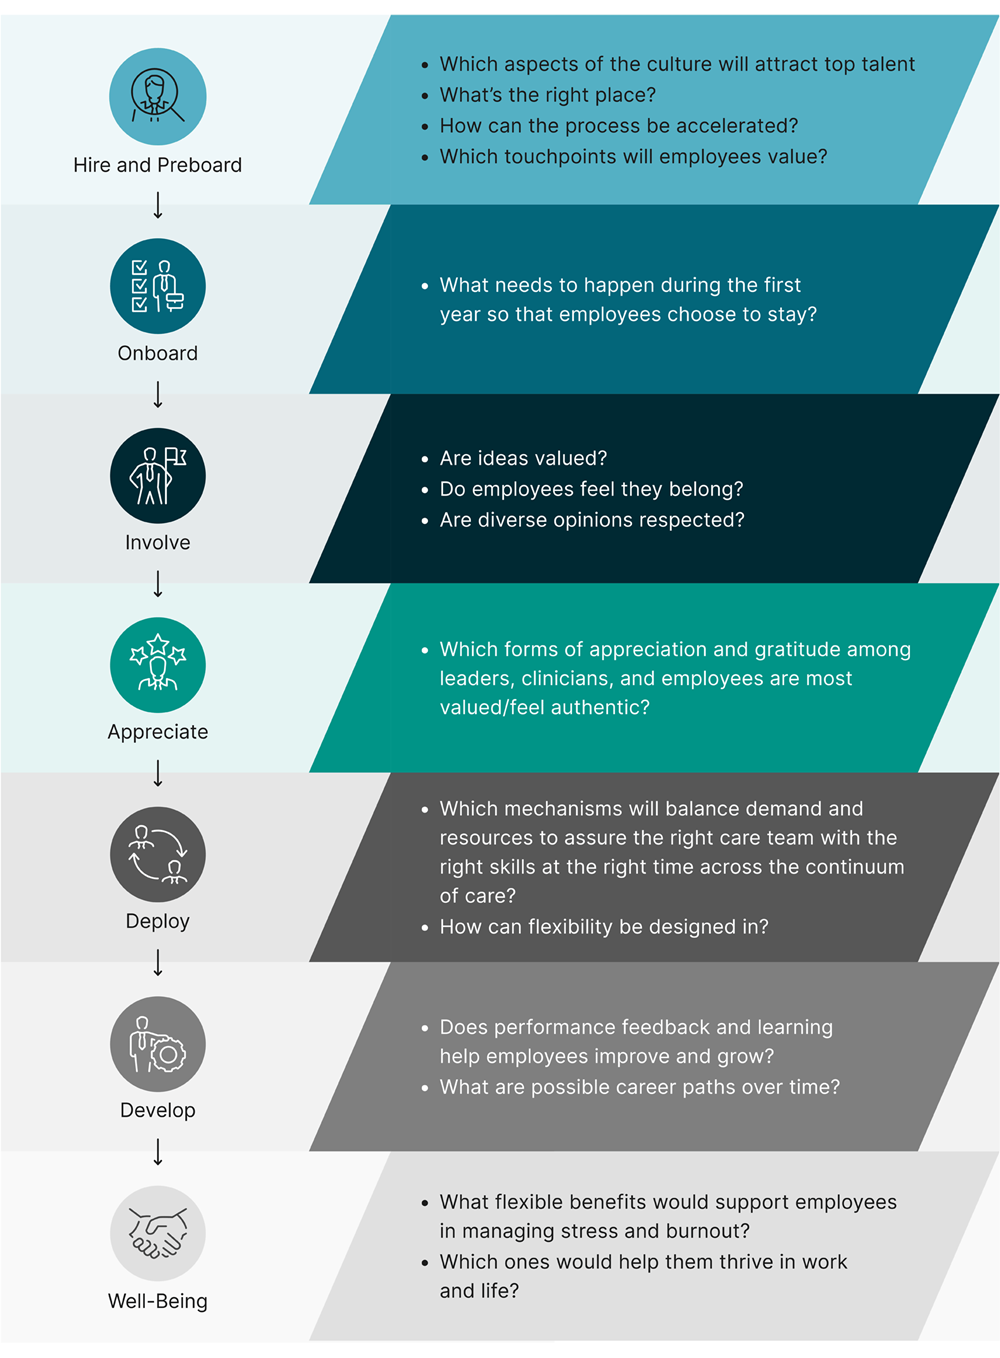 Hire and Preboard
• Which aspects of the culture will attract top talent
• What’s the right place?
• How can the process be accelerated?
• Which touchpoints will employees value?
Onboard
• What needs to happen during the first
year so that employees choose to stay?
Involve
• Are ideas valued?
• Do employees feel they belong?
• Are diverse opinions respected?
Appreciate
• Which forms of appreciation and gratitude among
leaders, clinicians, and employees are most
valued/feel authentic?
Deploy
• Which mechanisms will balance demand and
resources to assure the right care team with the
right skills at the right time across the continuum
of care?
• How can flexibility be designed in?
Develop
• Does performance feedback and learning
help employees improve and grow?
• What are possible career paths over time?
Well-Being
• What flexible benefits would support employees
in managing stress and burnout?
• Which ones would help them thrive in work
and life?